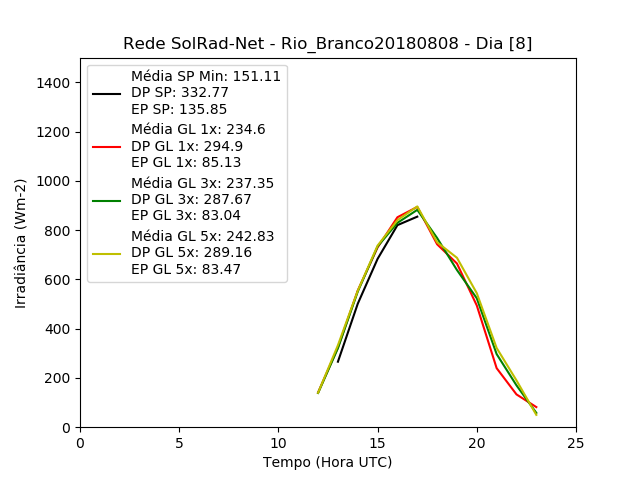 Rede SolRad-Net - Rio_Branco20180808 - Dia [8]
Média SP Min: 151.11
DP SP: 332.77
EP SP: 135.85
Média GL 1x: 234.6
DP GL 1x: 294.9
EP GL 1x: 85.13
Média GL 3x: 237.35
DP GL 3x: 287.67
EP GL 3x: 83.04
Média GL 5x: 242.83
DP GL 5x: 289.16
EP GL 5x: 83.47
Irradiância (Wm-2)
1400
1200
1000
800
600
400
200
0
0 5 10 15 20 25
Tempo (Hora UTC)